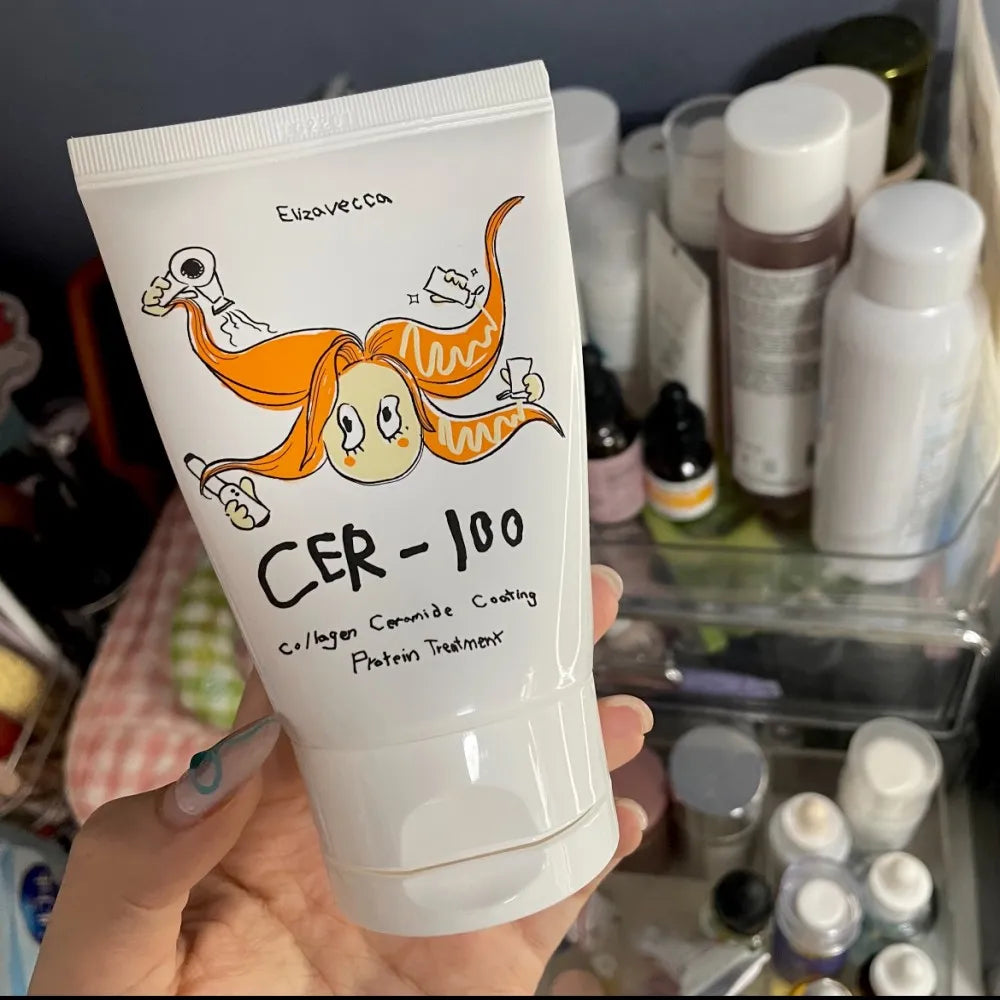 Elizavecca
CER-100
Collagen Ceramide Coating
Protein Treatment